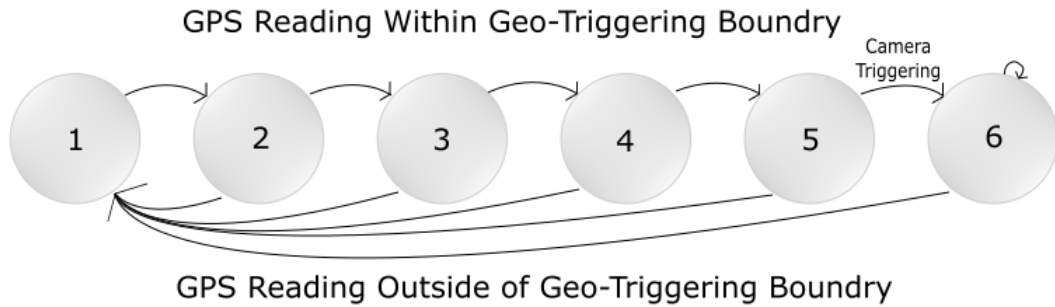 GPS Reading Within Geo-Triggering Boundry
Camera
Triggering
1 2 3 4 5 6
GPS Reading Outside of Geo-Triggering Boundry